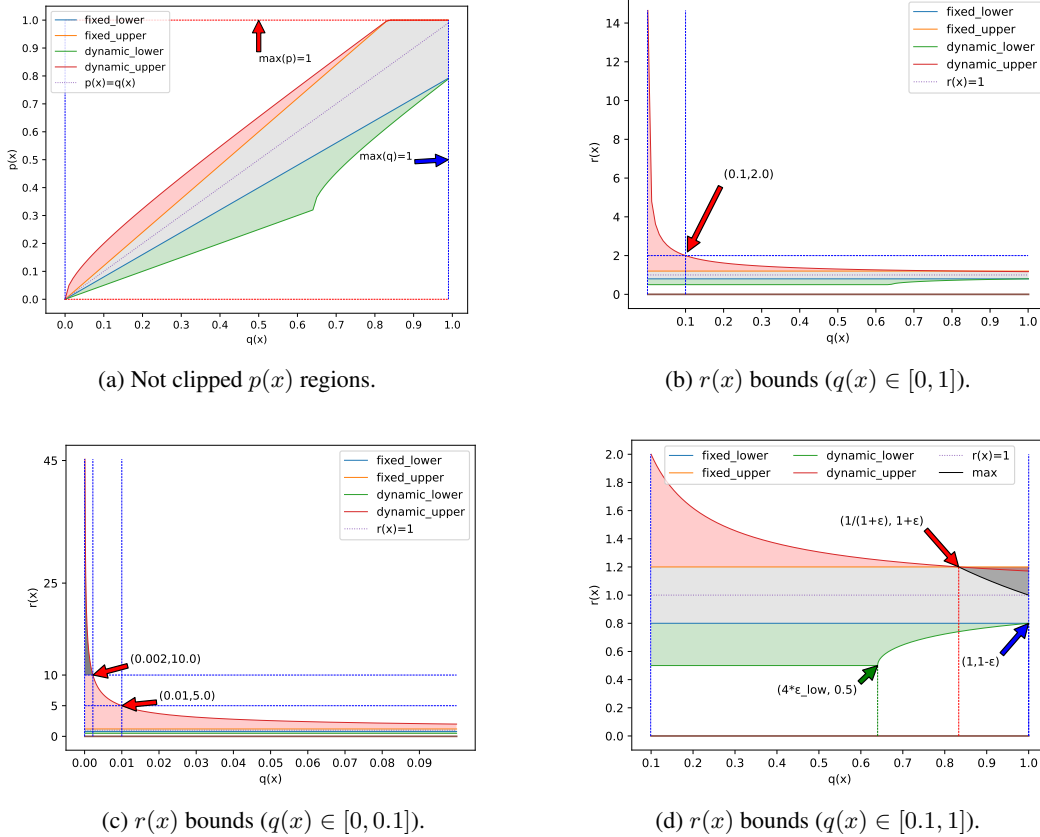 fixed_lower
fixed_upper
dynamic_lower
dynamic_upper
p(x)=q(x)
max(p)=1
max(q)=1
1.0
0.9
0.8
0.7
0.6
0.5
0.4
0.3
0.2
0.1
0.0
p(x)
0.0 0.1 0.2 0.3 0.4 0.5 0.6 0.7 0.8 0.9 1.0
q(x)
(a) Not clipped p(x) regions.
fixed_lower
fixed_upper
dynamic_lower
dynamic_upper
r(x)=1
(0.1,2.0)
14
12
10
8
6
4
2
0
r(x)
0.1 0.2 0.3 0.4 0.5 0.6 0.7 0.8 0.9 1.0
q(x)
(b) r(x) bounds (q(x) ∈ [0, 1]).
fixed_lower
fixed_upper
dynamic_lower
dynamic_upper
r(x)=1
(0.002,10.0)
(0.01,5.0)
45
25
10
5
0
r(x)
0.00 0.01 0.02 0.03 0.04 0.05 0.06 0.07 0.08 0.09
q(x)
(c) r(x) bounds (q(x) ∈ [0, 0.1]).
fixed_lower dynamic_lower r(x)=1
fixed_upper dynamic_upper max
(1/(1+ε), 1+ε)
(1,1-ε)
(4*ε_low, 0.5)
2.0
1.8
1.6
1.4
1.2
1.0
0.8
0.6
0.4
0.2
0.0
r(x)
0.1 0.2 0.3 0.4 0.5 0.6 0.7 0.8 0.9 1.0
q(x)
(d) r(x) bounds (q(x) ∈ [0.1, 1]).